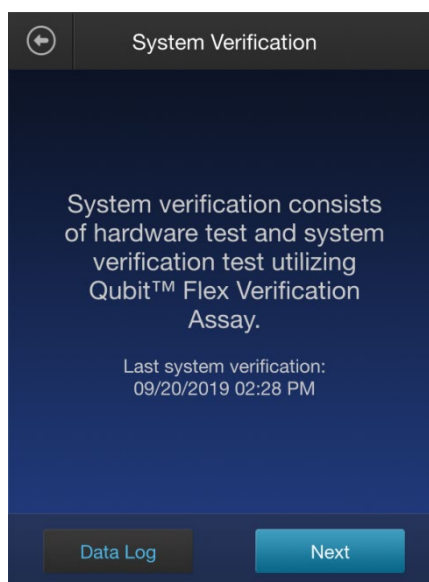 System Verification
System verification consists
of hardware test and system
verification test utilizing
Qubit™ Flex Verification
Assay.
Last system verification:
09/20/2019 02:28 PM
Data Log
Next